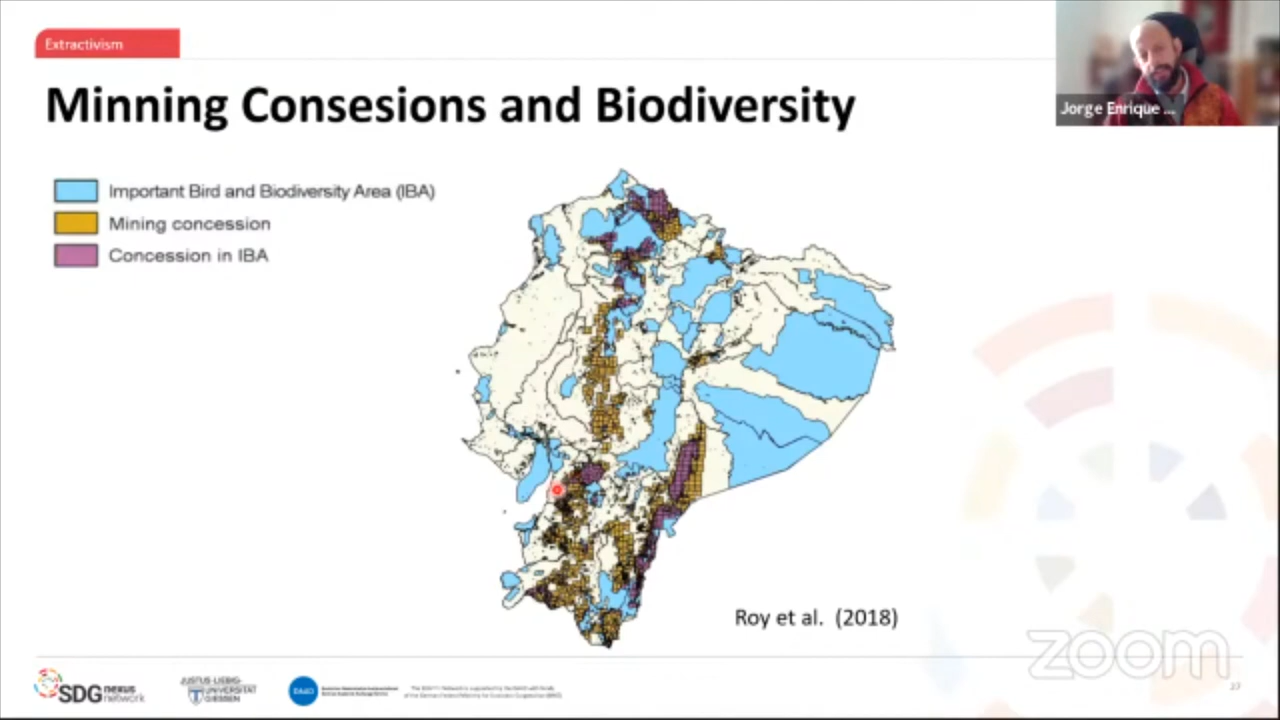 Extractivism
Jorge Enrique ...
Minning Consesions and Biodiversity
Important Bird and Biodiversity Area (IBA)
Mining concession
Concession in IBA
Roy et al. (2018)
zoom
SDG nexus network
JUSTUS-LIEBIG-
UNIVERSITÄT
GIESSEN
DAAD
27